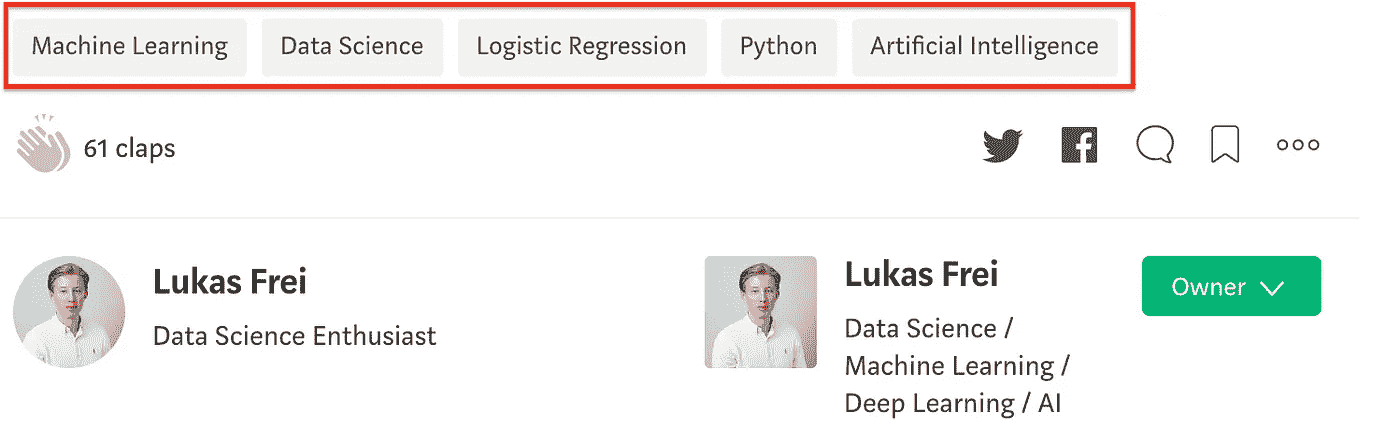 Machine Learning Data Science Logistic Regression Python Artificial Intelligence
61 claps
Lukas Frei
Data Science Enthusiast
Lukas Frei
Data Science /
Machine Learning /
Deep Learning / AI
Owner